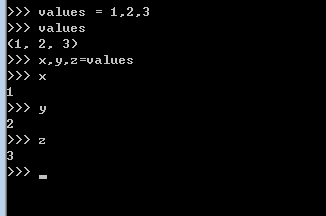 >>> values = 1,2,3
>>> values
(1, 2, 3)
>>> x,y,z=values
>>> x
1
>>> y
2
>>> z
3
>>> _